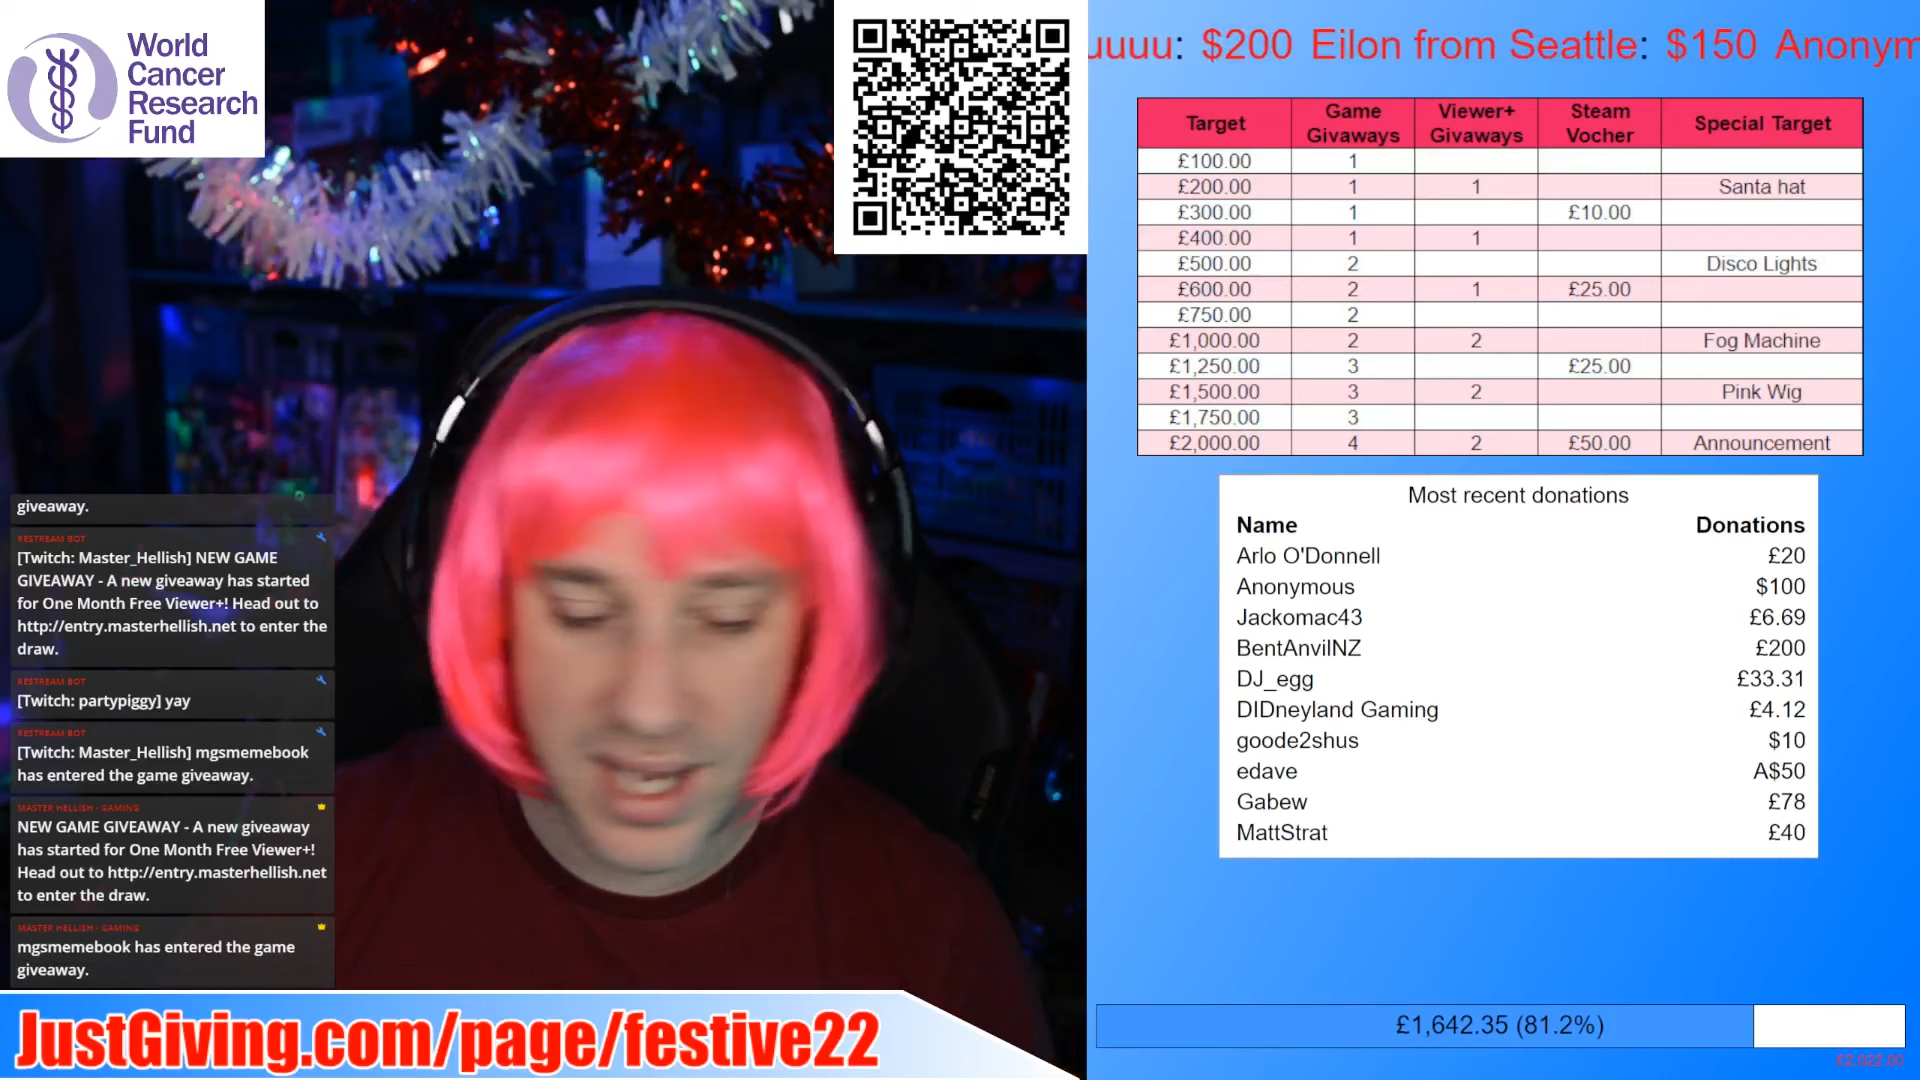 World
Cancer
Research
Fund
giveaway.
RESTREAM BOT
[Twitch: Master_Hellish] NEW GAME
GIVEAWAY - A new giveaway has started
for One Month Free Viewer+! Head out to
http://entry.masterhellish.net to enter the
draw.
RESTREAM BOT
[Twitch: partypiggy] yay
RESTREAM BOT
[Twitch: Master_Hellish] mgsmemebook
has entered the game giveaway.
MASTER HELLISH - GAMING
NEW GAME GIVEAWAY - A new giveaway
has started for One Month Free Viewer+!
Head out to http://entry.masterhellish.net
to enter the draw.
MASTER HELLISH - GAMING
mgsmemebook has entered the game
giveaway.
JustGiving.com/page/festive22
uuuu: $200 Eilon from Seattle: $150 Anonym
Target Game Givaways Viewer+ Givaways Steam Vocher Special Target
£100.00 1
£200.00 1 1 Santa hat
£300.00 1 £10.00
£400.00 1 1
£500.00 2 Disco Lights
£600.00 2 1 £25.00
£750.00 2
£1,000.00 2 2 Fog Machine
£1,250.00 3 £25.00
£1,500.00 3 2 Pink Wig
£1,750.00 3
£2,000.00 4 2 £50.00 Announcement
Most recent donations
Name Donations
Arlo O'Donnell £20
Anonymous $100
Jackomac43 £6.69
BentAnvilNZ £200
DJ_egg £33.31
DIDneyland Gaming £4.12
goode2shus $10
edave A$50
Gabew £78
MattStrat £40
£1,642.35 (81.2%)
£2,022.00